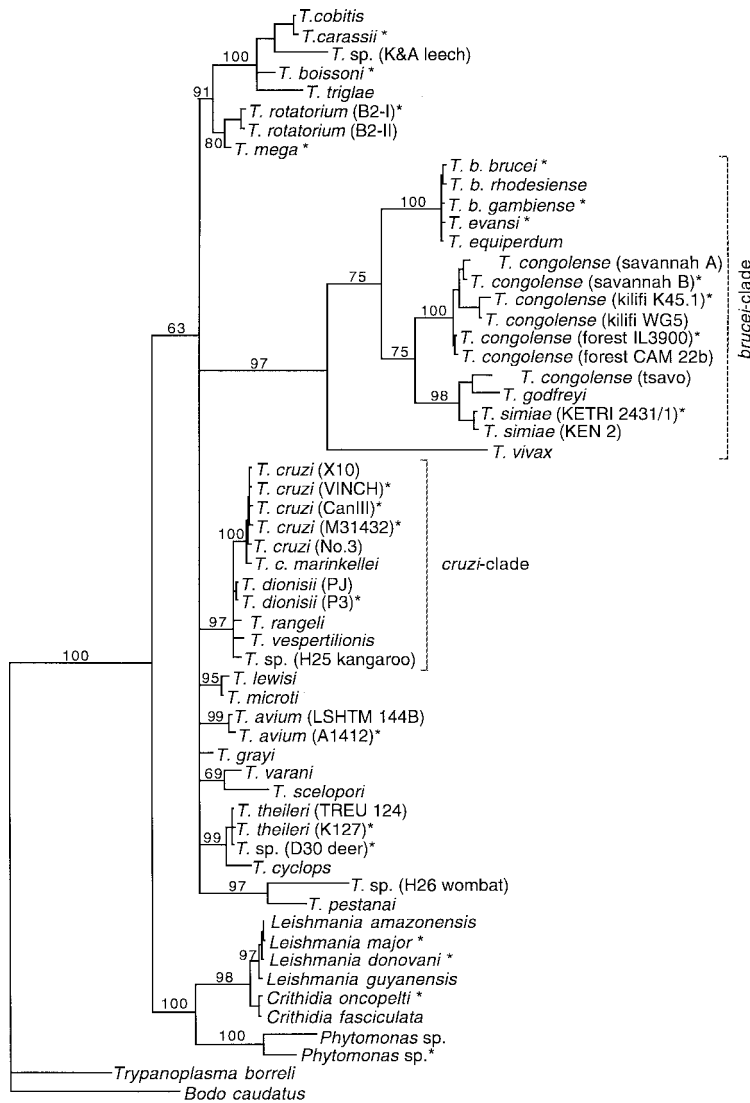 T.cobitis
T.carassii *
100
T. sp. (K&A leech)
T. boissoni *
91
T. triglae
T. rotatorium (B2-I)*
T. rotatorium (B2-II)
80
T. mega *
T. b. brucei *
T. b. rhodesiense
100
T. b. gambiense *
T. evansi *
T. equiperdum
T. congolense (savannah A)
75
T. congolense (savannah B)*
T. congolense (kilifi K45.1)*
100
T. congolense (kilifi WG5)
brucei-clade
63
T. congolense (forest IL3900)*
75
T. congolense (forest CAM 22b)
97
T. congolense (tsavo)
98
T. godfreyi
T. simiae (KETRI 2431/1)*
T. simiae (KEN 2)
T. vivax
T. cruzi (X10)
T. cruzi (VINCH)*
T. cruzi (CanIII)*
T. cruzi (M31432)*
100
T. cruzi (No.3)
T. c. marinkellei
cruzi-clade
T. dionisii (PJ)
T. dionisii (P3)*
97
T. rangeli
T. vespertilionis
100
T. sp. (H25 kangaroo)
95
T. lewisi
T. microti
99
T. avium (LSHTM 144B)
T. avium (A1412)*
T. grayi
69
T. varani
T. scelopori
T. theileri (TREU 124)
T. theileri (K127)*
99
T. sp. (D30 deer)*
T. cyclops
97
T. sp. (H26 wombat)
T. pestanai
Leishmania amazonensis
Leishmania major *
97
Leishmania donovani *
98
Leishmania guyanensis
Crithidia oncopelti *
100
Crithidia fasciculata
100
Phytomonas sp.
Phytomonas sp.*
Trypanoplasma borreli
Bodo caudatus